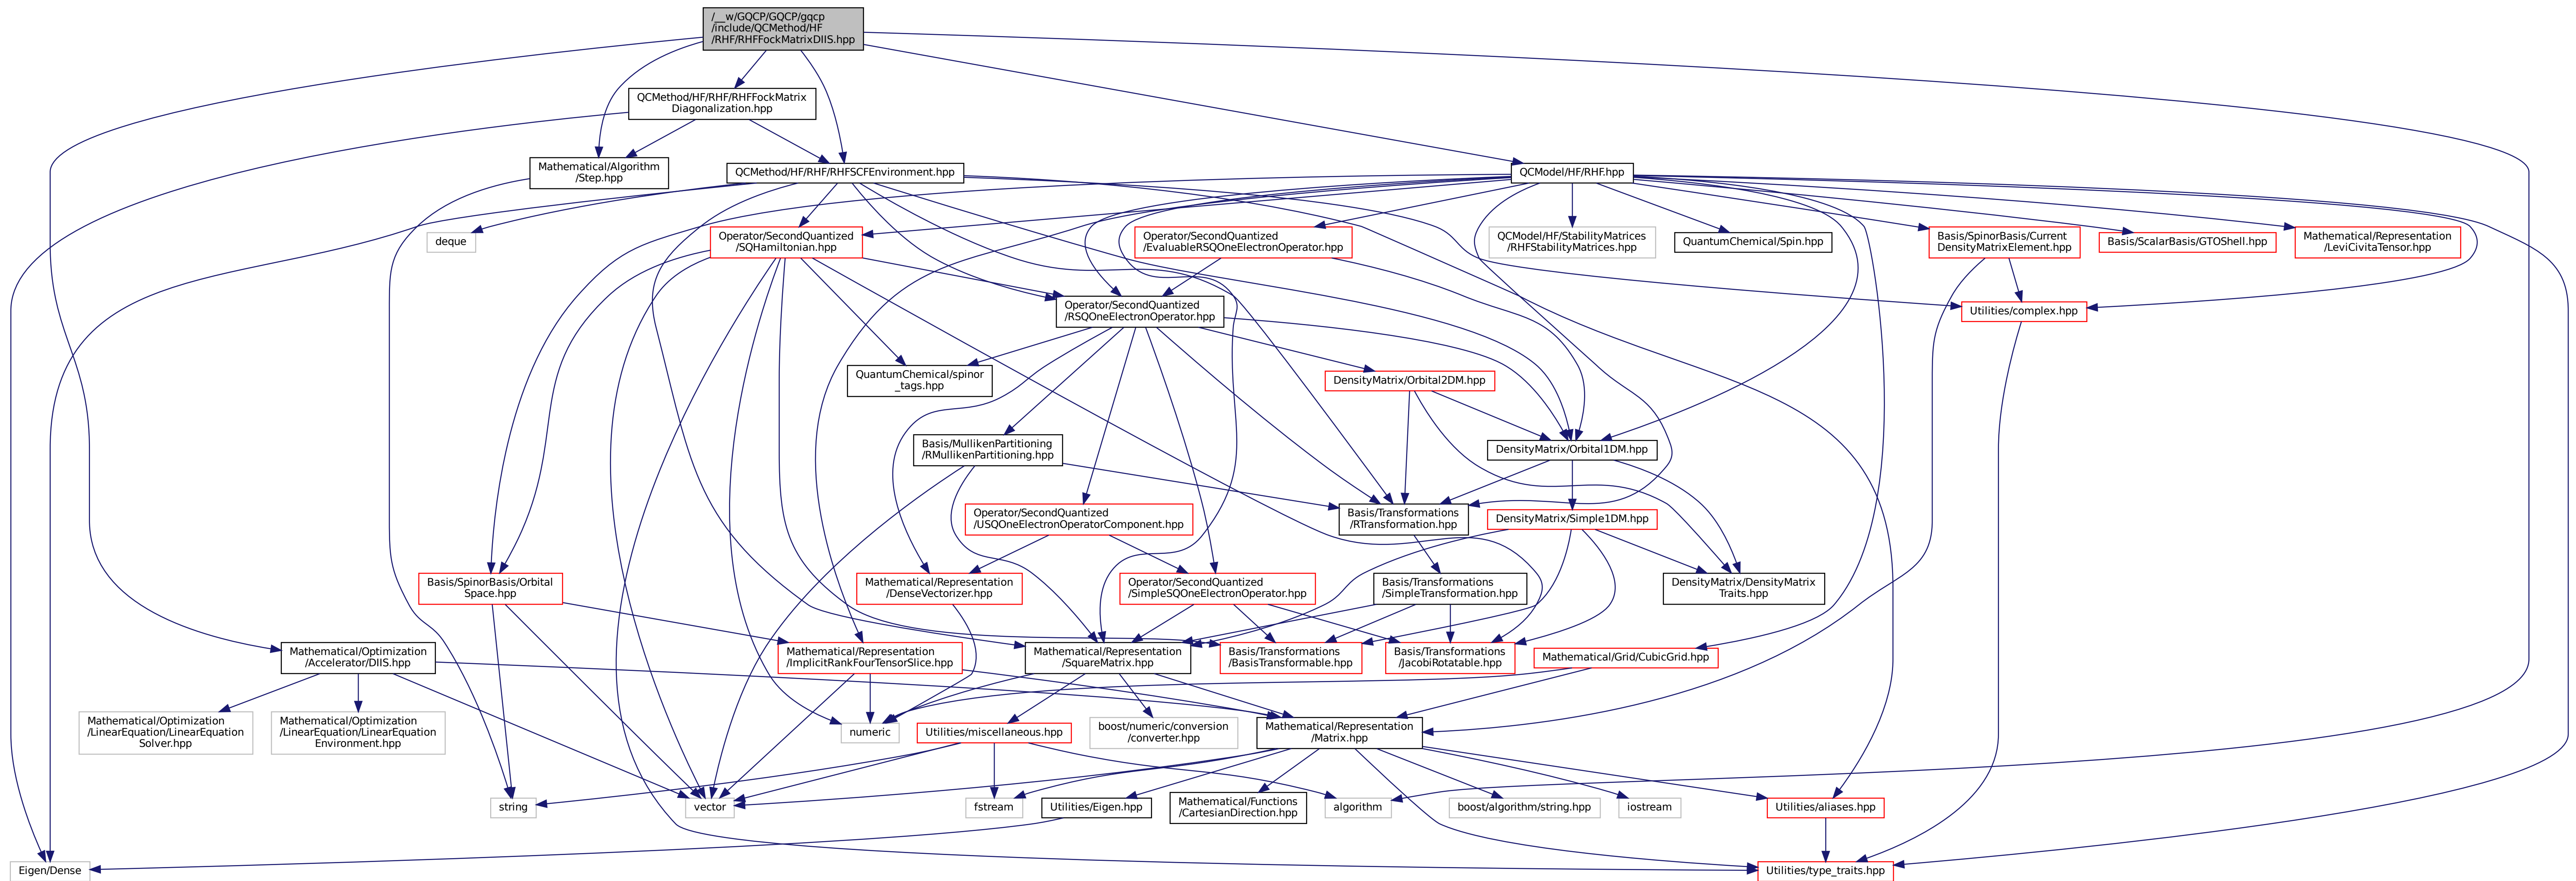 /__w/GQCP/GQCP/gqcp
/include/QCMethod/HF
/RHF/RHFFockMatrixDIIS.hpp
QCMethod/HF/RHF/RHFFockMatrix
Diagonalization.hpp
Mathematical/Algorithm
/Step.hpp
QCMethod/HF/RHF/RHFSCFEnvironment.hpp
QCModel/HF/RHF.hpp
deque
Operator/SecondQuantized
/SQHamiltonian.hpp
Operator/SecondQuantized
/EvaluableRSQOneElectronOperator.hpp
QCModel/HF/StabilityMatrices
/RHFStabilityMatrices.hpp
QuantumChemical/Spin.hpp
Basis/SpinorBasis/Current
DensityMatrixElement.hpp
Basis/ScalarBasis/GTOShell.hpp
Mathematical/Representation
/LeviCivitaTensor.hpp
Operator/SecondQuantized
/RSQOneElectronOperator.hpp
Utilities/complex.hpp
QuantumChemical/spinor
_tags.hpp
DensityMatrix/Orbital2DM.hpp
Basis/MullikenPartitioning
/RMullikenPartitioning.hpp
DensityMatrix/Orbital1DM.hpp
Operator/SecondQuantized
/USQOneElectronOperatorComponent.hpp
Basis/Transformations
/RTransformation.hpp
DensityMatrix/Simple1DM.hpp
Basis/SpinorBasis/Orbital
Space.hpp
Mathematical/Representation
/DenseVectorizer.hpp
Operator/SecondQuantized
/SimpleSQOneElectronOperator.hpp
Basis/Transformations
/SimpleTransformation.hpp
DensityMatrix/DensityMatrix
Traits.hpp
Mathematical/Optimization
/Accelerator/DIIS.hpp
Mathematical/Representation
/ImplicitRankFourTensorSlice.hpp
Mathematical/Representation
/SquareMatrix.hpp
Basis/Transformations
/BasisTransformable.hpp
Basis/Transformations
/JacobiRotatable.hpp
Mathematical/Grid/CubicGrid.hpp
Mathematical/Optimization
/LinearEquation/LinearEquation
Solver.hpp
Mathematical/Optimization
/LinearEquation/LinearEquation
Environment.hpp
numeric
Utilities/miscellaneous.hpp
boost/numeric/conversion
/converter.hpp
Mathematical/Representation
/Matrix.hpp
string
vector
fstream
Utilities/Eigen.hpp
Mathematical/Functions
/CartesianDirection.hpp
algorithm
boost/algorithm/string.hpp
iostream
Utilities/aliases.hpp
Eigen/Dense
Utilities/type_traits.hpp